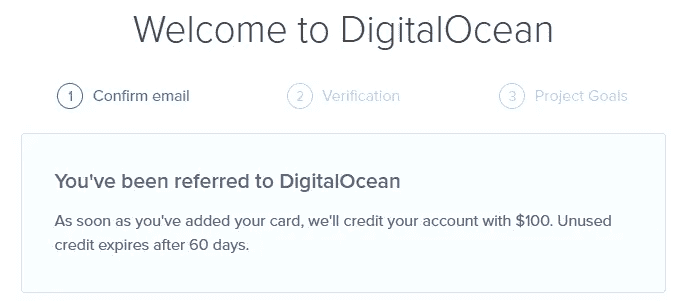 Welcome to DigitalOcean
1 Confirm email
2 Verification
3 Project Goals
You've been referred to DigitalOcean
As soon as you've added your card, we'll credit your account with $100. Unused
credit expires after 60 days.